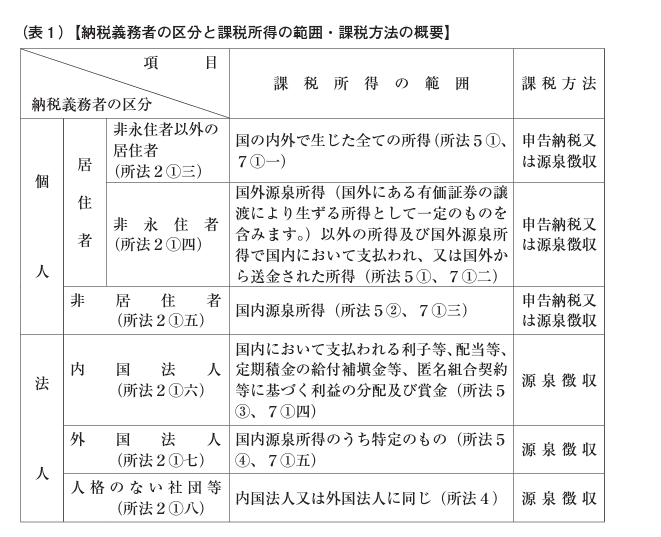 (表1)【納税義務者の区分と課税所得の範囲・課税方法の概要】
項目
納税義務者の区分
課税所得の範囲
課税方法
個人
居住者
非永住者以外の
居住者
(所法2①三)
国の内外で生じた全ての所得(所法5①、
7①一)
申告納税又
は源泉徴収
非永住者
(所法2①四)
国外源泉所得(国外にある有価証券の譲
渡により生ずる所得として一定のものを
含みます。)以外の所得及び国外源泉所
得で国内において支払われ、又は国外か
ら送金された所得(所法5①、7①二)
申告納税又
は源泉徴収
非居住者
(所法2①五)
国内源泉所得(所法5②、7①三)
申告納税又
は源泉徴収
法人
内国法人
(所法2①六)
国内において支払われる利子等、配当等、
定期積金の給付補塡金等、匿名組合契約
等に基づく利益の分配及び賞金(所法5
③、7①四)
源泉徴収
外国法人
(所法2①七)
国内源泉所得のうち特定のもの(所法5
④、7①五)
源泉徴収
人格のない社団等
(所法2①八)
内国法人又は外国法人に同じ(所法4)
源泉徴収